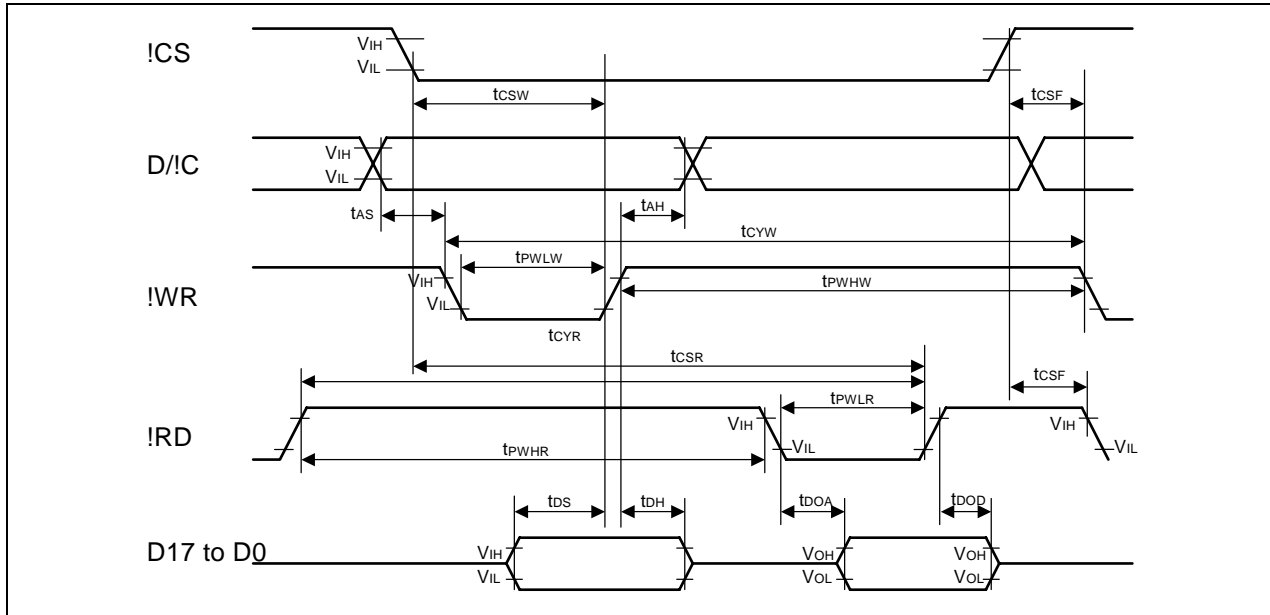 !CS
VIH
VIL
tCSW
tCSF
D/!C
VIH
VIL
tAS
tAH
tCYW
tPWLW
!WR
VIH
VIL
tPWHW
tCYR
tCSR
tCSF
tPWLR
!RD
VIH
VIL
VIH
VIL
tPWHR
tDS
tDH
tDOA
tDOD
D17 to D0
VIH
VIL
VOH
VOL
VOH
VOL